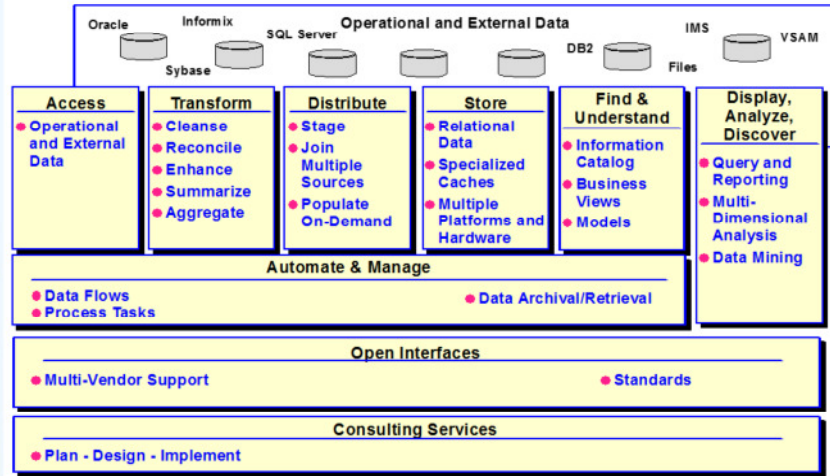 Operational and External Data
Oracle
Informix
SQL Server
Sybase
DB2
Files
IMS
VSAM
Access
Operational
and External
Data
Transform
Cleanse
Reconcile
Enhance
Summarize
Aggregate
Distribute
Stage
Join
Multiple
Sources
Populate
On-Demand
Store
Relational
Data
Specialized
Caches
Multiple
Platforms and
Hardware
Find &
Understand
Information
Catalog
Business
Views
Models
Display,
Analyze,
Discover
Query and
Reporting
Multi-
Dimensional
Analysis
Data Mining
Automate & Manage
Data Flows
Process Tasks
Data Archival/Retrieval
Open Interfaces
Multi-Vendor Support
Standards
Consulting Services
Plan - Design - Implement